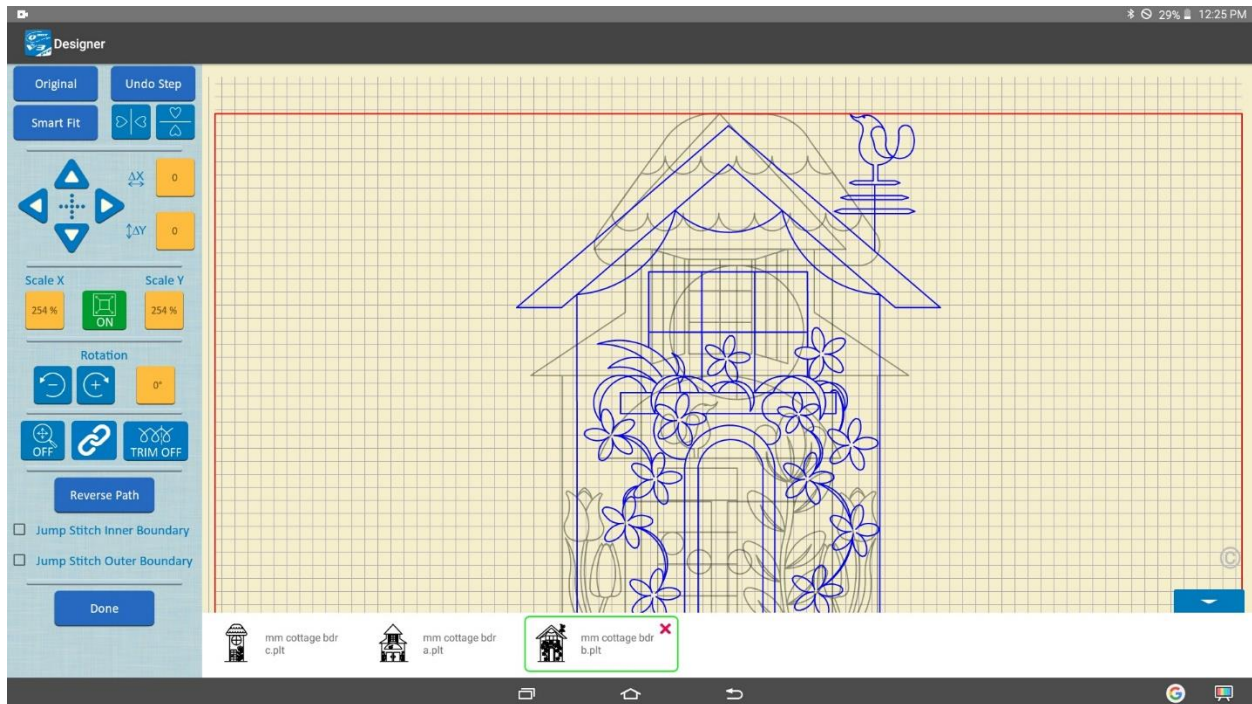 29% 12:25 PM
Designer
Original
Undo Step
Smart Fit
ΔX
0
ΔY
0
Scale X
Scale Y
254 %
ON
254 %
Rotation
0°
OFF
TRIM OFF
Reverse Path
Jump Stitch Inner Boundary
Jump Stitch Outer Boundary
Done
©
mm cottage bdr
c.plt
mm cottage bdr
a.plt
mm cottage bdr
b.plt
G